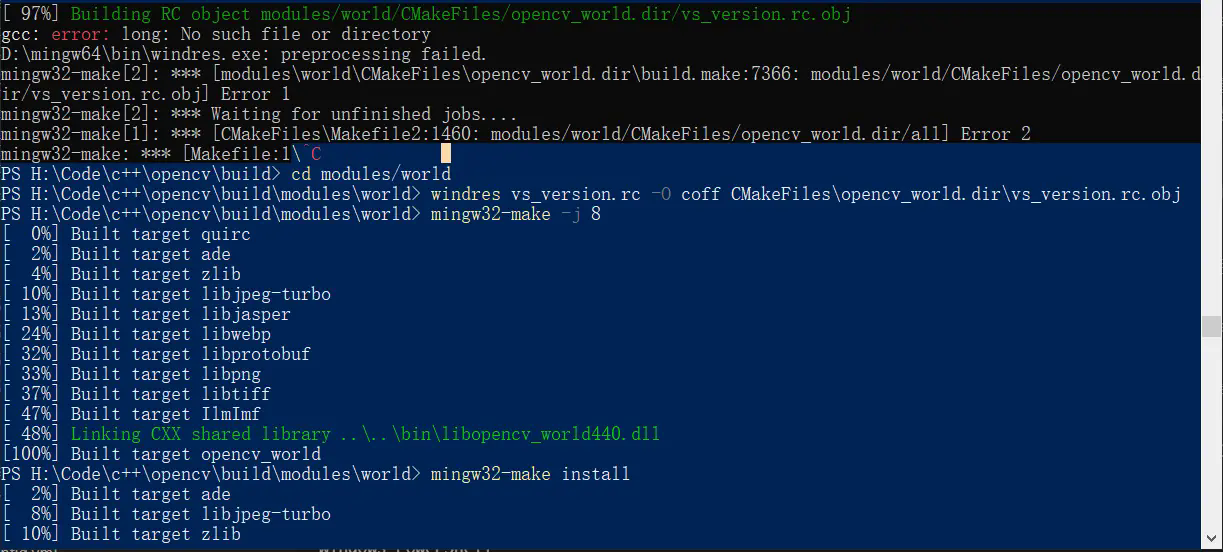 [ 97%] Building RC object modules/world/CMakeFiles/opencv_world.dir/vs_version.rc.obj
gcc: error: long: No such file or directory
D:\mingw64\bin\windres.exe: preprocessing failed.
mingw32-make[2]: *** [modules\world\CMakeFiles\opencv_world.dir\build.make:7366: modules/world/CMakeFiles/opencv_world.d
ir/vs_version.rc.obj] Error 1
mingw32-make[2]: *** Waiting for unfinished jobs....
mingw32-make[1]: *** [CMakeFiles\Makefile2:1460: modules/world/CMakeFiles/opencv_world.dir/all] Error 2
mingw32-make: *** [Makefile:1\^C
PS H:\Code\c++\opencv\build> cd modules/world
PS H:\Code\c++\opencv\build\modules\world> windres vs_version.rc -O coff CMakeFiles\opencv_world.dir\vs_version.rc.obj
PS H:\Code\c++\opencv\build\modules\world> mingw32-make -j 8
[  0%] Built target quirc
[  2%] Built target ade
[  4%] Built target zlib
[ 10%] Built target libjpeg-turbo
[ 13%] Built target libjasper
[ 24%] Built target libwebp
[ 32%] Built target libprotobuf
[ 33%] Built target libpng
[ 37%] Built target libtiff
[ 47%] Built target IlmImf
[ 48%] Linking CXX shared library ..\..\bin\libopencv_world440.dll
[100%] Built target opencv_world
PS H:\Code\c++\opencv\build\modules\world> mingw32-make install
[  2%] Built target ade
[  8%] Built target libjpeg-turbo
[ 10%] Built target zlib